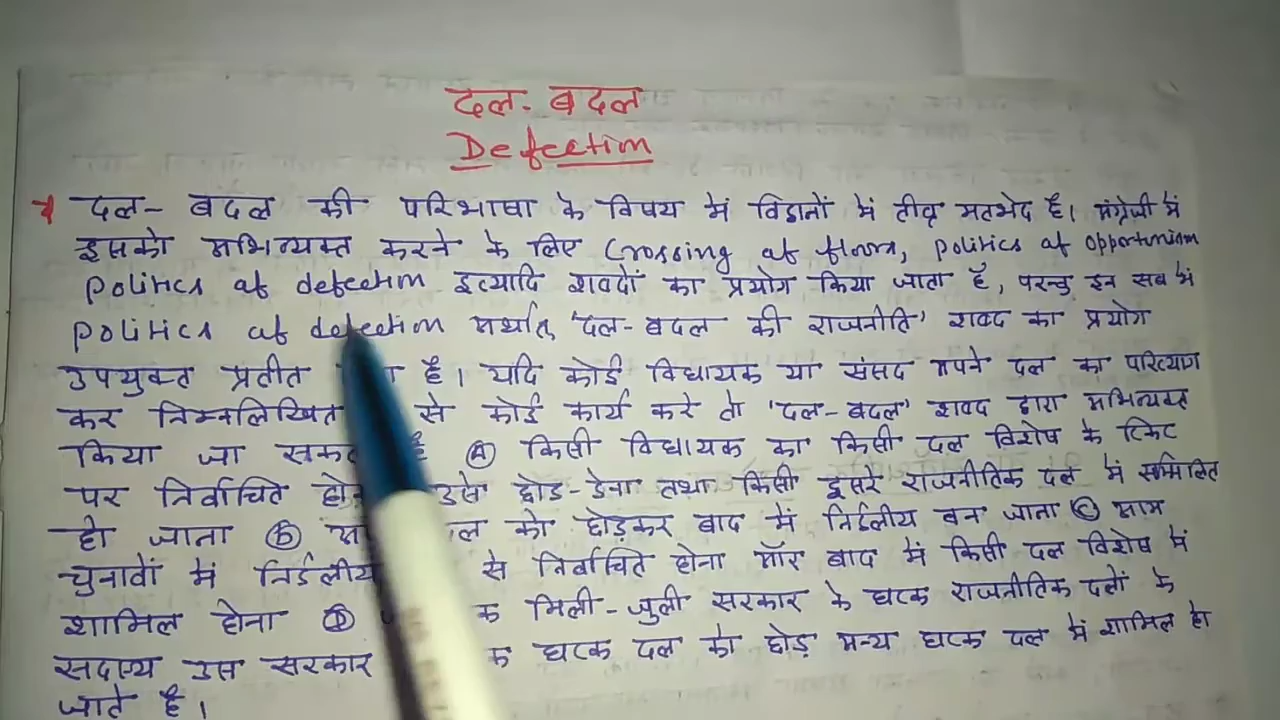 दल- बदल
Defection
दल- बदल की परिभाषा के विषय में विद्वानों में तीव्र मतभेद है। अंग्रेजी में
इसको अभिव्यक्त करने के लिए Crossing of floors, politics of opportunism
politics of defection इत्यादि शवदों का प्रयोग किया जाता है, परन्तु इन सब में
politics of defection अर्थात् 'दल- बदल की राजनीति' शवद का प्रयोग
उपयुक्त प्रतीत है। यदि कोई विधायक या संसद अपने दल का परित्याग
कर निम्नलिखित से कोई कार्य करे तो 'दल-बदल' शवद द्वारा अभिव्यक्त
किया जा है Ⓐ किसी विधायक का किसी दल विशेष के टिकट
पर निर्वाचित उसे छोड-देना तथा किसी दूसरे राजनीतिक दल में सम्मिलित
हो जाना Ⓑ को छोड़कर बाद में निर्दलीय बन जाना Ⓒ आम
चुनावों में निर्दलीय से निर्वाचित होना और बाद में किसी दल विशेष में
शामिल होना Ⓓ मिली-जुली सरकार के घटक राजनीतिक दलों के
सदस्य उस सरकार घटक दल को छोड़ अन्य घटक दल में शामिल हो
जाते है।